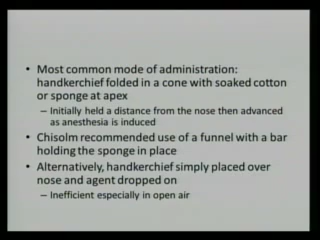 • Most common mode of administration:
handkerchief folded in a cone with soaked cotton
or sponge at apex
– Initially held a distance from the nose then advanced
as anesthesia is induced
• Chisolm recommended use of a funnel with a bar
holding the sponge in place
• Alternatively, handkerchief simply placed over
nose and agent dropped on
– Inefficient especially in open air